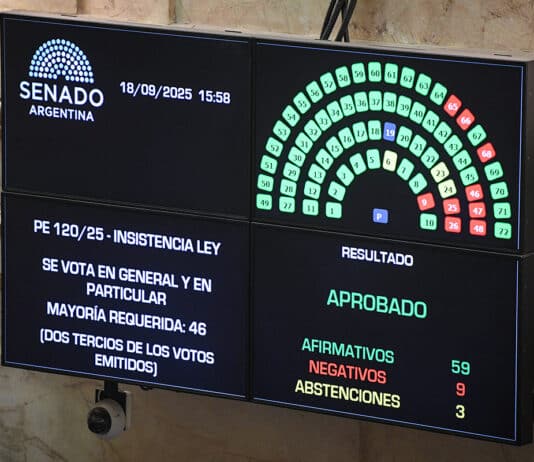 SENADO
ARGENTINA
18/09/2025 15:58
PE 120/25 - INSISTENCIA LEY
SE VOTA EN GENERAL Y EN
PARTICULAR
MAYORÍA REQUERIDA: 46
(DOS TERCIOS DE LOS VOTOS
EMITIDOS)
P
RESULTADO
APROBADO
AFIRMATIVOS 59
NEGATIVOS 9
ABSTENCIONES 3